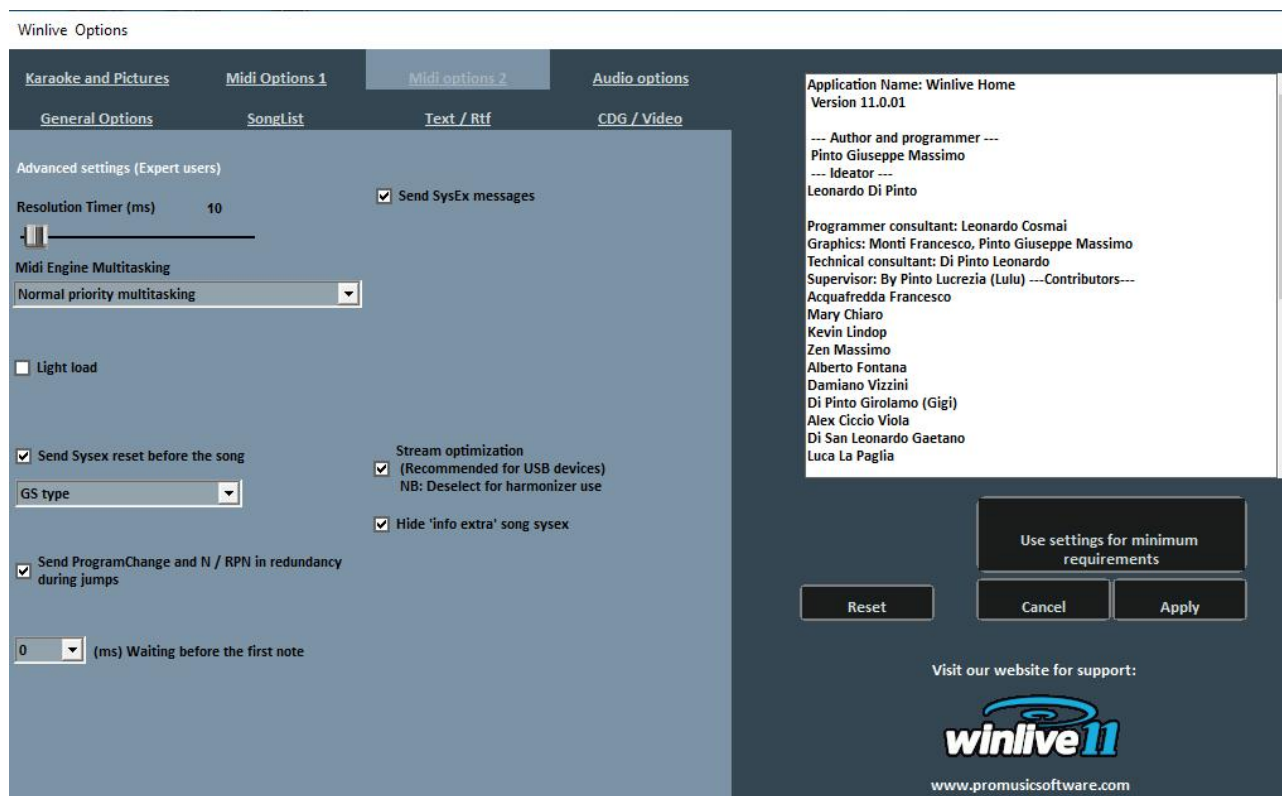 Winlive Options
Karaoke and Pictures
Midi Options 1
Midi options 2
Audio options
General Options
SongList
Text / Rtf
CDG / Video
Advanced settings (Expert users)
Resolution Timer (ms)
10
Midi Engine Multitasking
Normal priority multitasking
Light load
Send Sysex reset before the song
GS type
Send ProgramChange and N / RPN in redundancy
during jumps
0
(ms) Waiting before the first note
Send SysEx messages
Stream optimization
(Recommended for USB devices)
NB: Deselect for harmonizer use
Hide 'info extra' song sysex
Application Name: Winlive Home
Version 11.0.01
--- Author and programmer ---
Pinto Giuseppe Massimo
--- Ideator ---
Leonardo Di Pinto
Programmer consultant: Leonardo Cosmai
Graphics: Monti Francesco, Pinto Giuseppe Massimo
Technical consultant: Di Pinto Leonardo
Supervisor: By Pinto Lucrezia (Lulu) ---Contributors---
Acquafredda Francesco
Mary Chiaro
Kevin Lindop
Zen Massimo
Alberto Fontana
Damiano Vizzini
Di Pinto Girolamo (Gigi)
Alex Ciccio Viola
Di San Leonardo Gaetano
Luca La Paglia
Use settings for minimum
requirements
Reset
Cancel
Apply
Visit our website for support:
winlive11
www.promusicsoftware.com